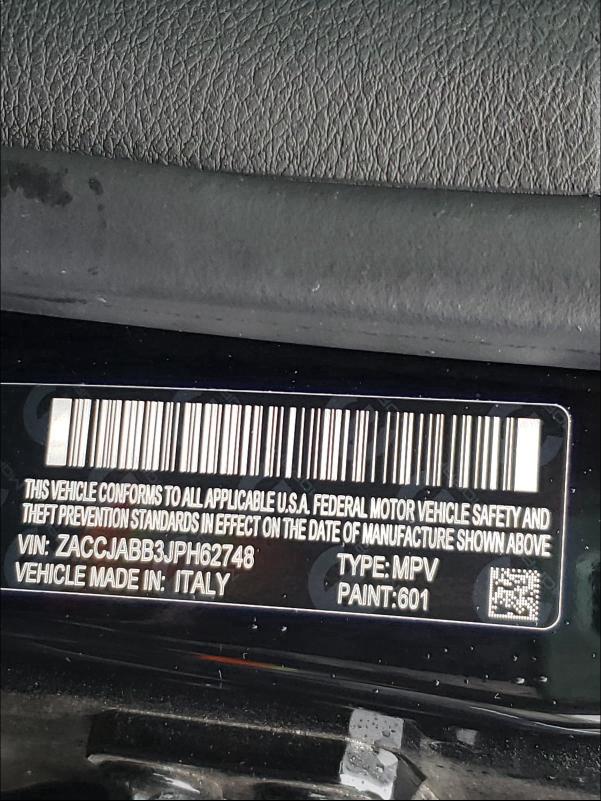 THIS VEHICLE CONFORMS TO ALL APPLICABLE U.S.A. FEDERAL MOTOR VEHICLE SAFETY AND
THEFT PREVENTION STANDARDS IN EFFECT ON THE DATE OF MANUFACTURE SHOWN ABOVE
VIN: ZACCJABB3JPH62748 TYPE: MPV
VEHICLE MADE IN: ITALY PAINT:601